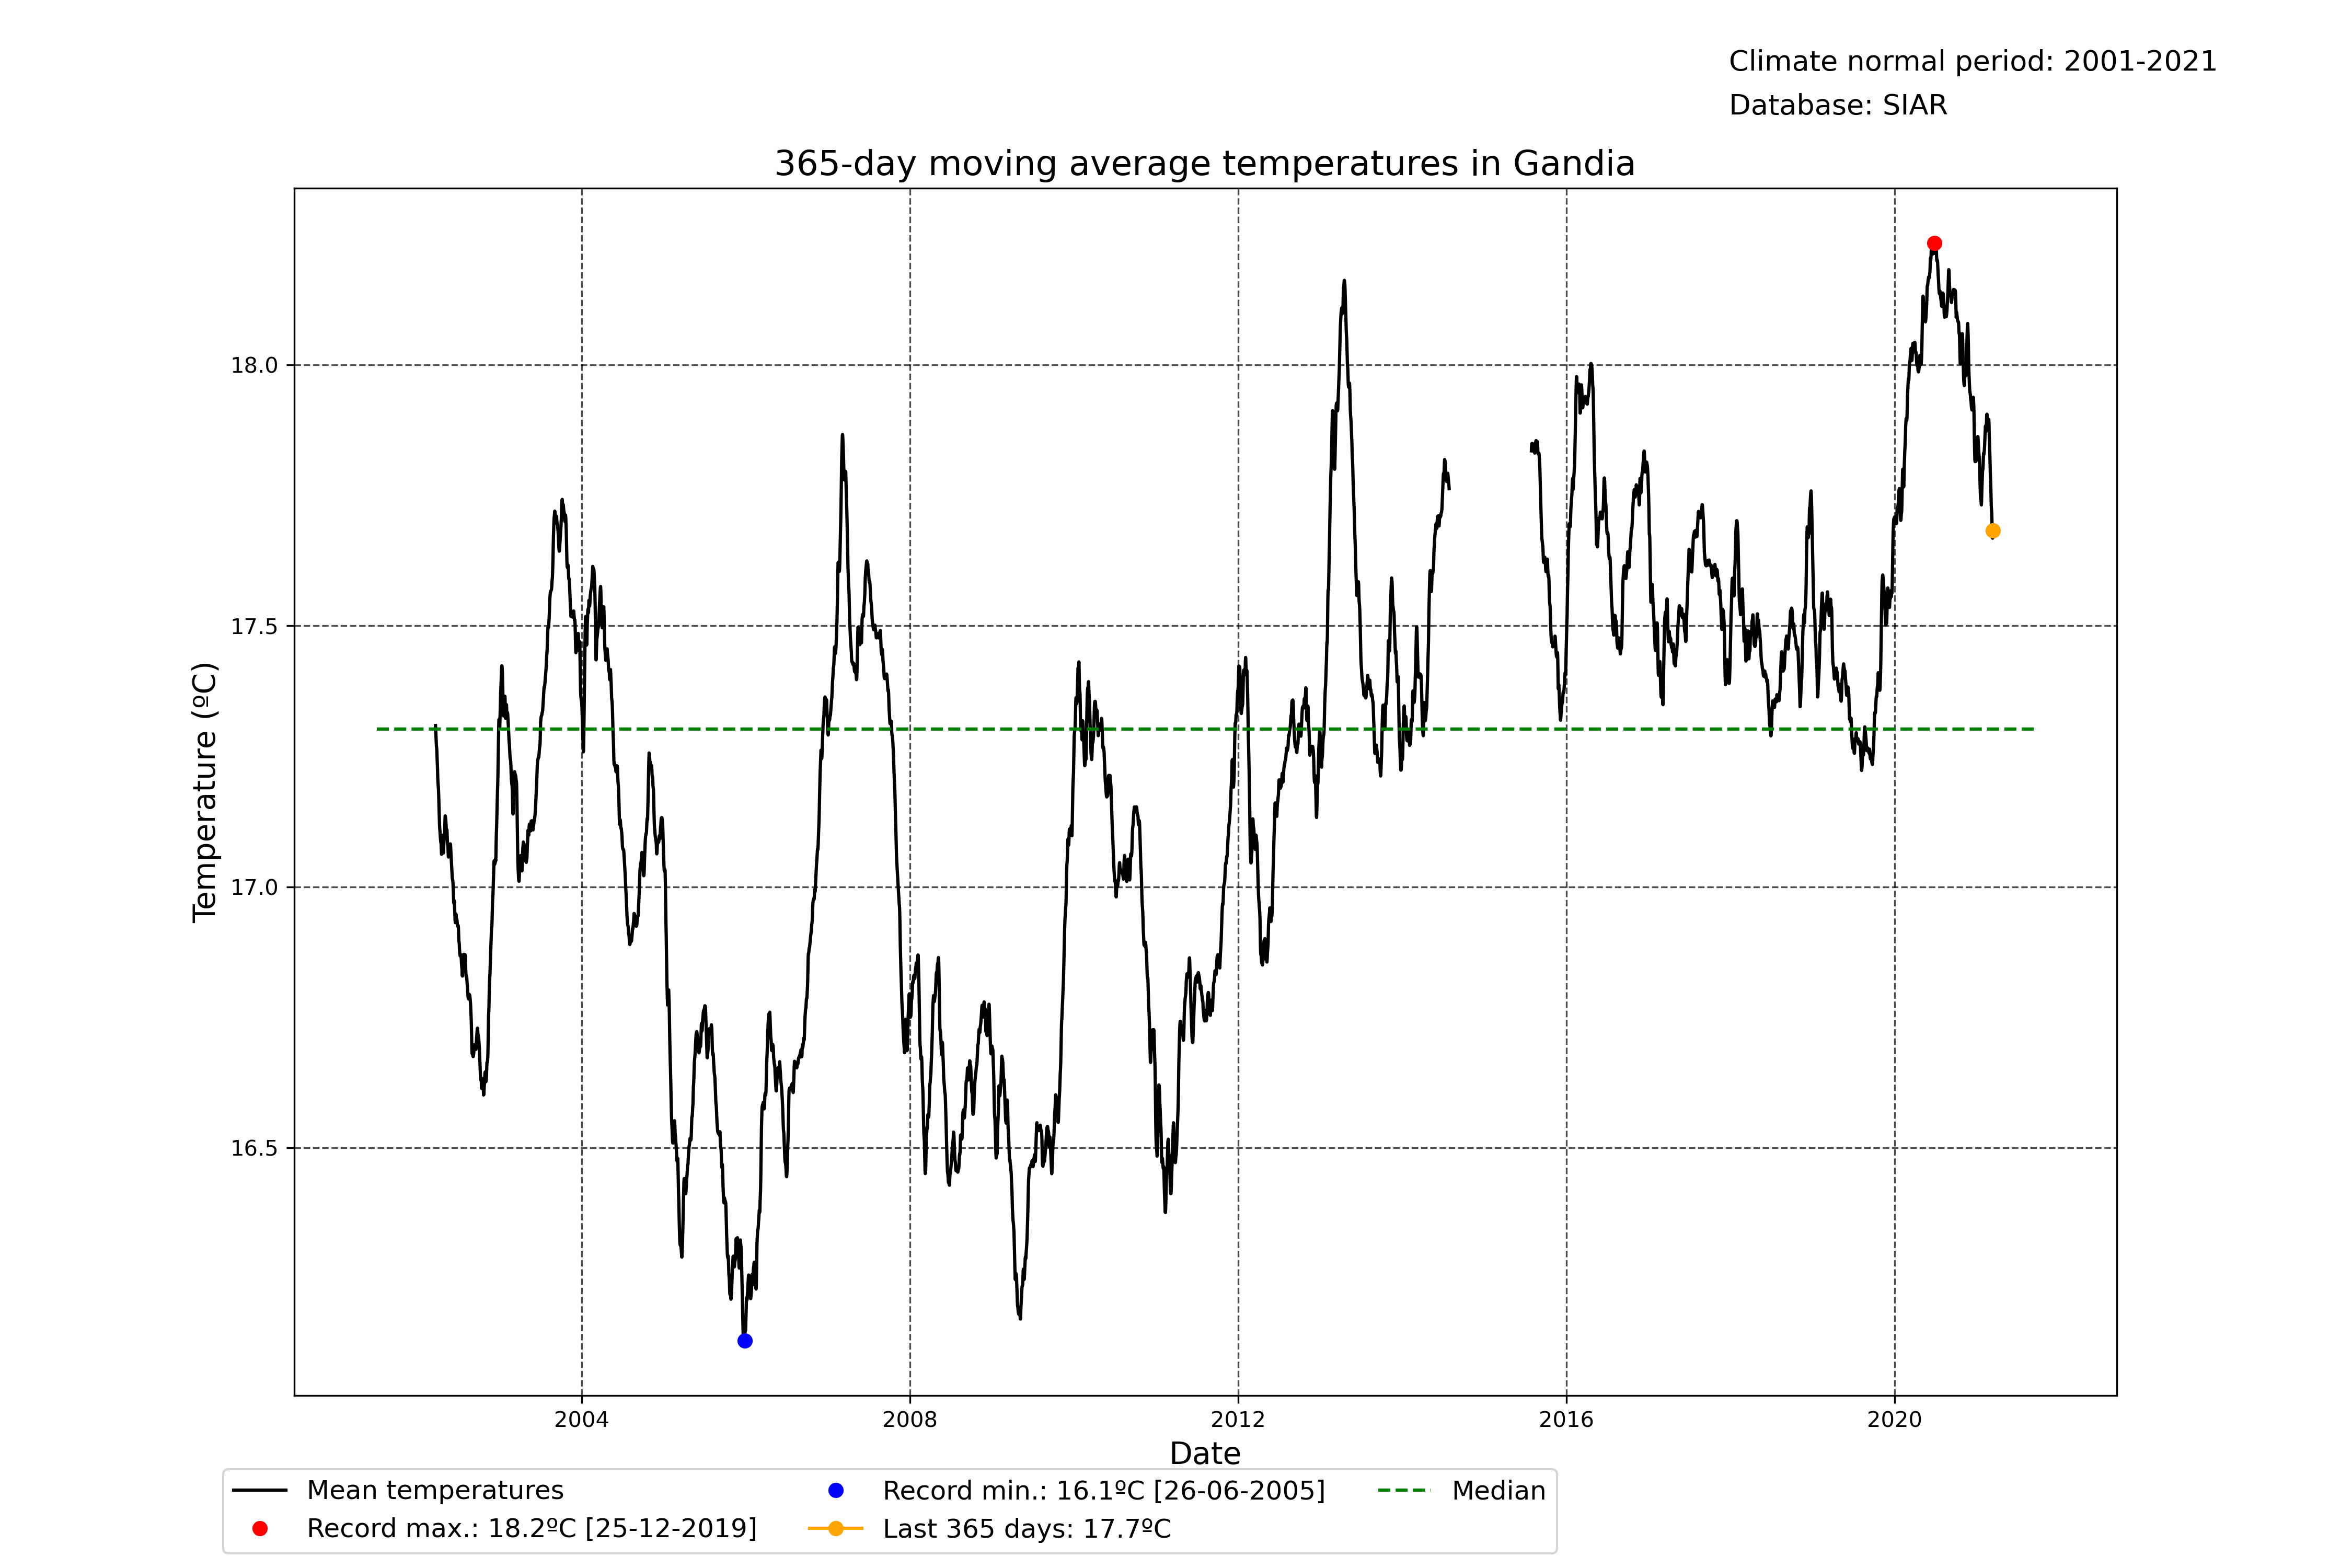 Climate normal period: 2001-2021
Database: SIAR
365-day moving average temperatures in Gandia
18.0
17.5
17.0
16.5
Temperature (ºC)
2004 2008 2012 2016 2020
Date
Mean temperatures
Record max.: 18.2ºC [25-12-2019]
Record min.: 16.1ºC [26-06-2005]
Last 365 days: 17.7ºC
Median